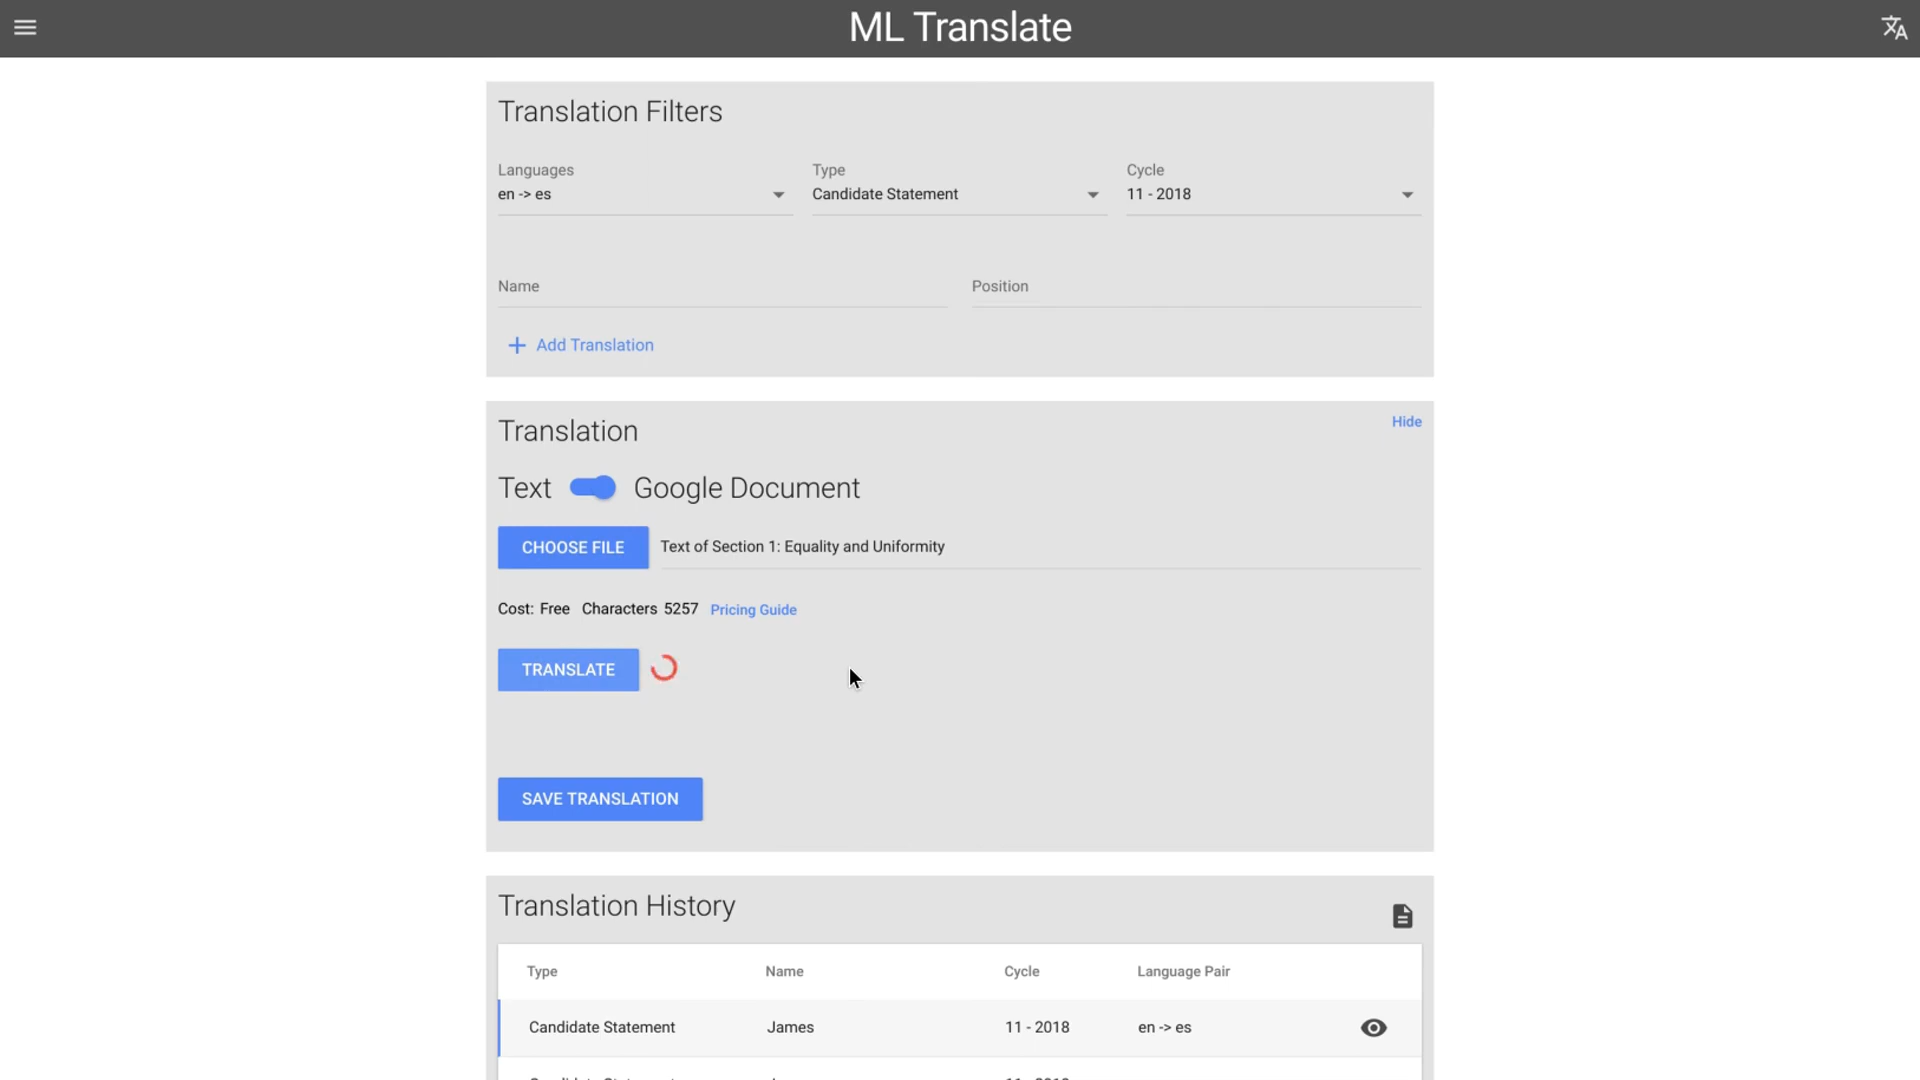 ML Translate
Translation Filters
Languages Type Cycle
en -> es Candidate Statement 11 - 2018
Name Position
Add Translation
Translation Hide
Text Google Document
CHOOSE FILE Text of Section 1: Equality and Uniformity
Cost: Free Characters 5257 Pricing Guide
TRANSLATE
SAVE TRANSLATION
Translation History
Type Name Cycle Language Pair
Candidate Statement James 11 - 2018 en -> es